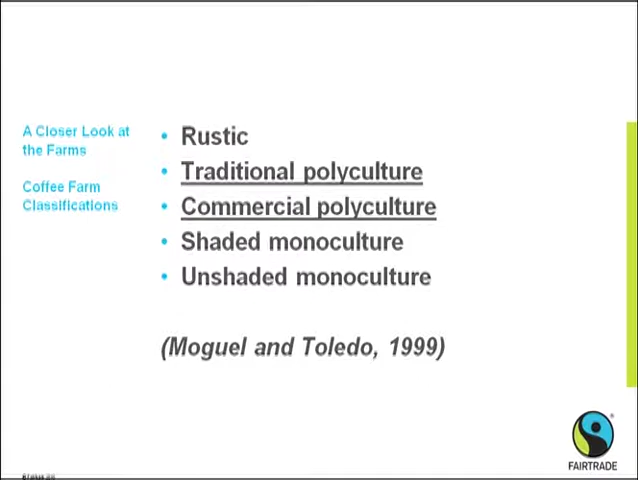 A Closer Look at
the Farms
Coffee Farm
Classifications
• Rustic
• Traditional polyculture
• Commercial polyculture
• Shaded monoculture
• Unshaded monoculture
(Moguel and Toledo, 1999)
FAIRTRADE